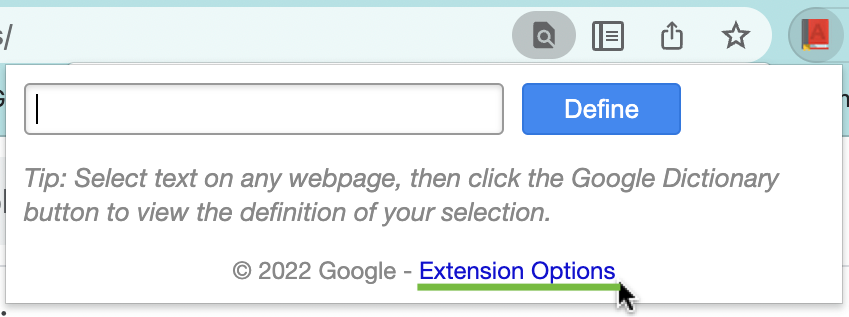 s/
Define
Tip: Select text on any webpage, then click the Google Dictionary
button to view the definition of your selection.
© 2022 Google - Extension Options